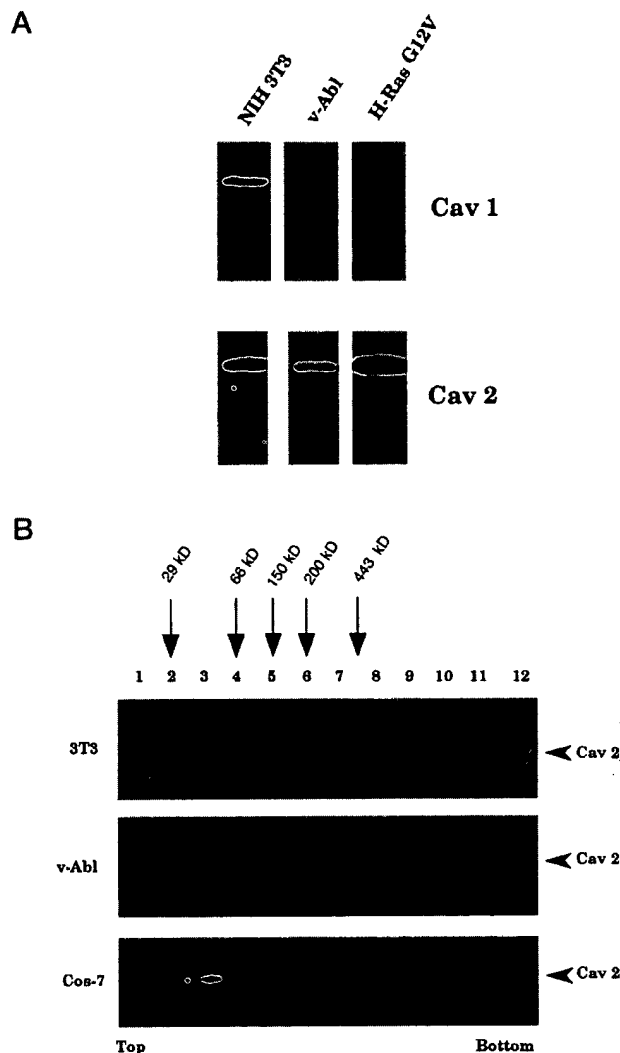 A
NIH 3T3
v-Abl
H-Ras G12V
Cav 1
Cav 2
B
29 kD
66 kD
150 kD
200 kD
443 kD
1 2 3 4 5 6 7 8 9 10 11 12
3T3
Cav 2
v-Abl
Cav 2
Cos-7
Cav 2
Top
Bottom